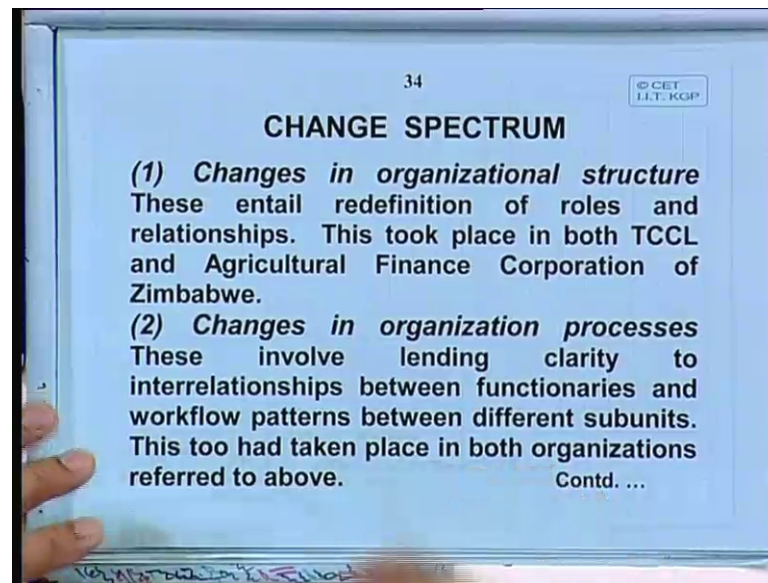 34
© CET
I.I.T. KGP
CHANGE SPECTRUM
(1) Changes in organizational structure
These entail redefinition of roles and
relationships. This took place in both TCCL
and Agricultural Finance Corporation of
Zimbabwe.
(2) Changes in organization processes
These involve lending clarity to
interrelationships between functionaries and
workflow patterns between different subunits.
This too had taken place in both organizations
referred to above.
Contd. ...